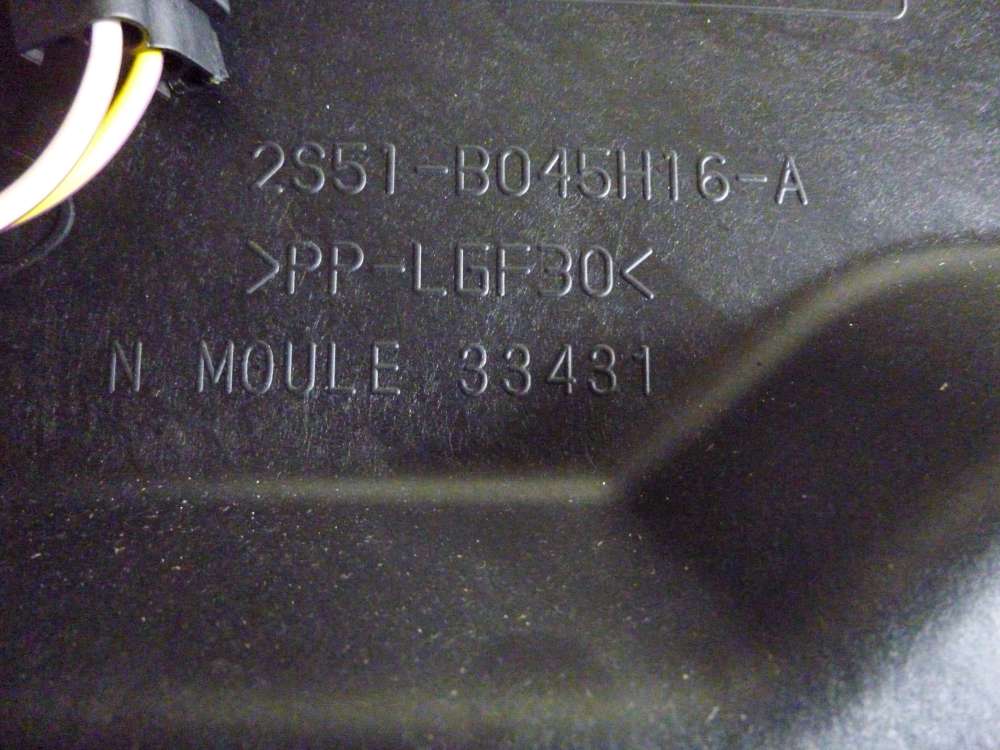 2S51-B045H16-A
>PP-LGF30<
N MOULE 33431